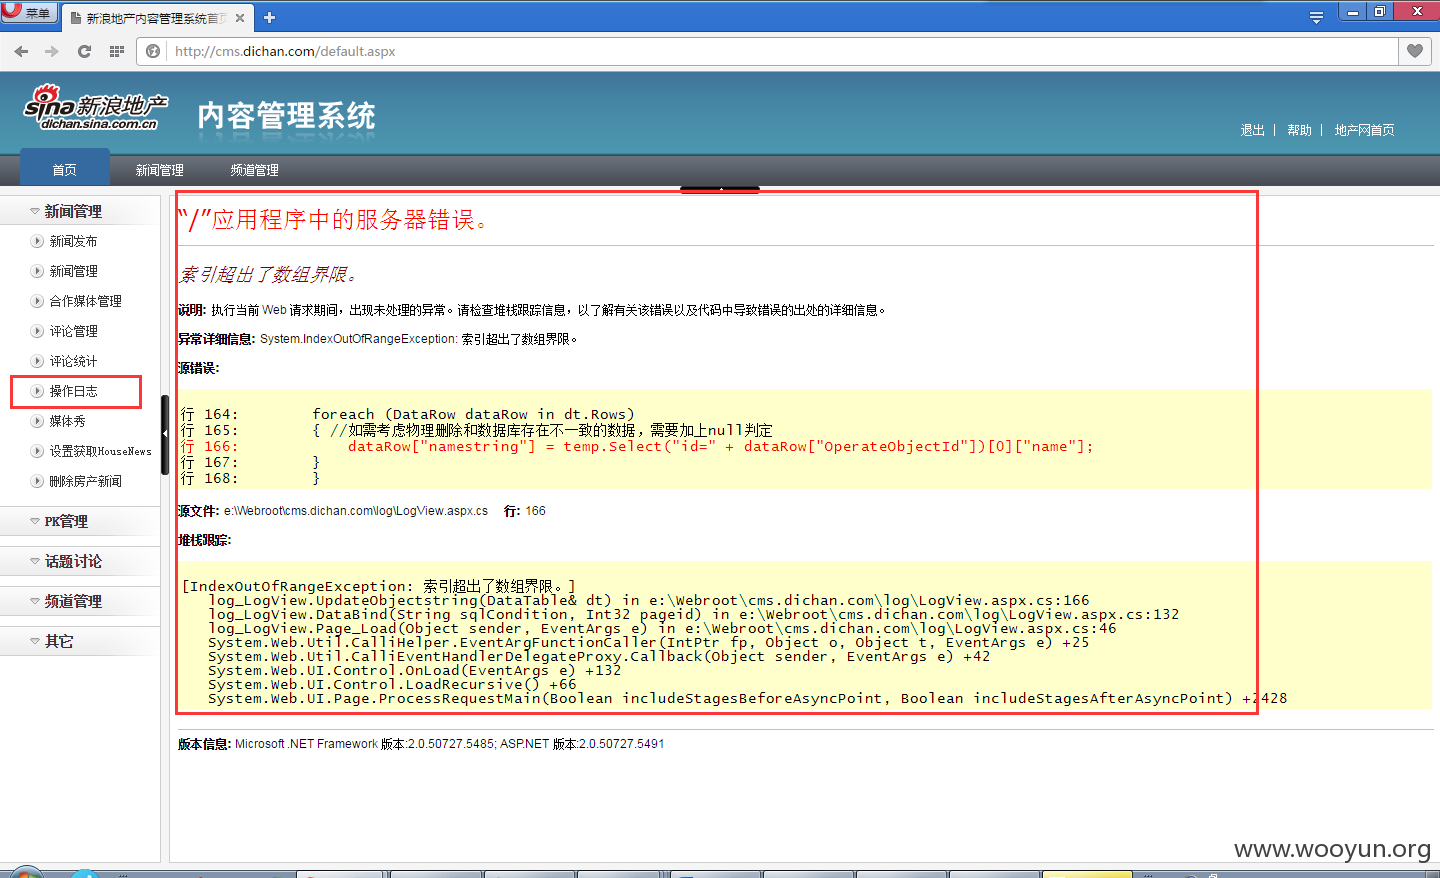 菜单
新浪地产内容管理系统首页
http://cms.dichan.com/default.aspx
sina新浪地产
dichan.sina.com.cn
内容管理系统
退出 | 帮助 | 地产网首页
首页 新闻管理 频道管理
新闻管理
新闻发布
新闻管理
合作媒体管理
评论管理
评论统计
操作日志
媒体秀
设置获取HouseNews
删除房产新闻
PK管理
话题讨论
频道管理
其它
“/”应用程序中的服务器错误。
索引超出了数组界限。
说明: 执行当前 Web 请求期间，出现未处理的异常。请检查堆栈跟踪信息，以了解有关该错误以及代码中导致错误的出处的详细信息。
异常详细信息: System.IndexOutOfRangeException: 索引超出了数组界限。
源错误:
行 164:        foreach (DataRow dataRow in dt.Rows)
行 165:        { //如需考虑物理删除和数据库存在不一致的数据，需要加上null判定
行 166:            dataRow["namestring"] = temp.Select("id=" + dataRow["OperateObjectId"])[0]["name"];
行 167:        }
行 168:        }
源文件: e:\Webroot\cms.dichan.com\log\LogView.aspx.cs    行: 166
堆栈跟踪:
[IndexOutOfRangeException: 索引超出了数组界限。]
log_LogView.UpdateObjectstring(DataTable& dt) in e:\Webroot\cms.dichan.com\log\LogView.aspx.cs:166
log_LogView.DataBind(String sqlCondition, Int32 pageid) in e:\Webroot\cms.dichan.com\log\LogView.aspx.cs:132
log_LogView.Page_Load(Object sender, EventArgs e) in e:\Webroot\cms.dichan.com\log\LogView.aspx.cs:46
System.Web.Util.CalliHelper.EventArgFunctionCaller(IntPtr fp, Object o, Object t, EventArgs e) +25
System.Web.Util.CalliEventHandlerDelegateProxy.Callback(Object sender, EventArgs e) +42
System.Web.UI.Control.OnLoad(EventArgs e) +132
System.Web.UI.Control.LoadRecursive() +66
System.Web.UI.Page.ProcessRequestMain(Boolean includeStagesBeforeAsyncPoint, Boolean includeStagesAfterAsyncPoint) +2428
版本信息: Microsoft .NET Framework 版本:2.0.50727.5485; ASP.NET 版本:2.0.50727.5491
www.wooyun.org